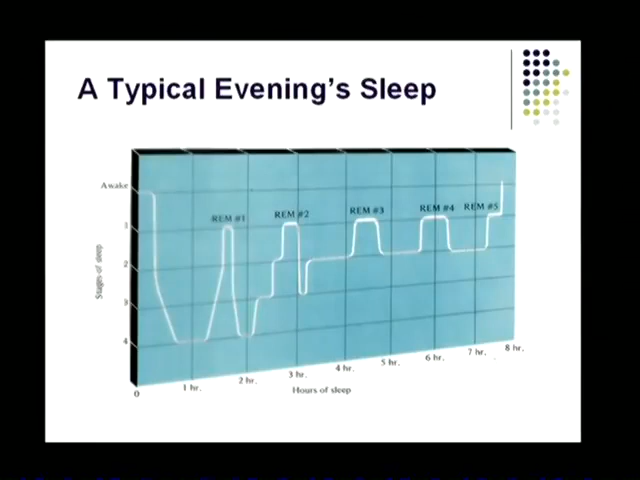 A Typical Evening's Sleep
Awake
REM #1
REM #2
REM #3
REM #4
REM #5
1
2
3
4
Stages of sleep
0
1 hr.
2 hr.
3 hr.
4 hr.
5 hr.
6 hr.
7 hr.
8 hr.
Hours of sleep